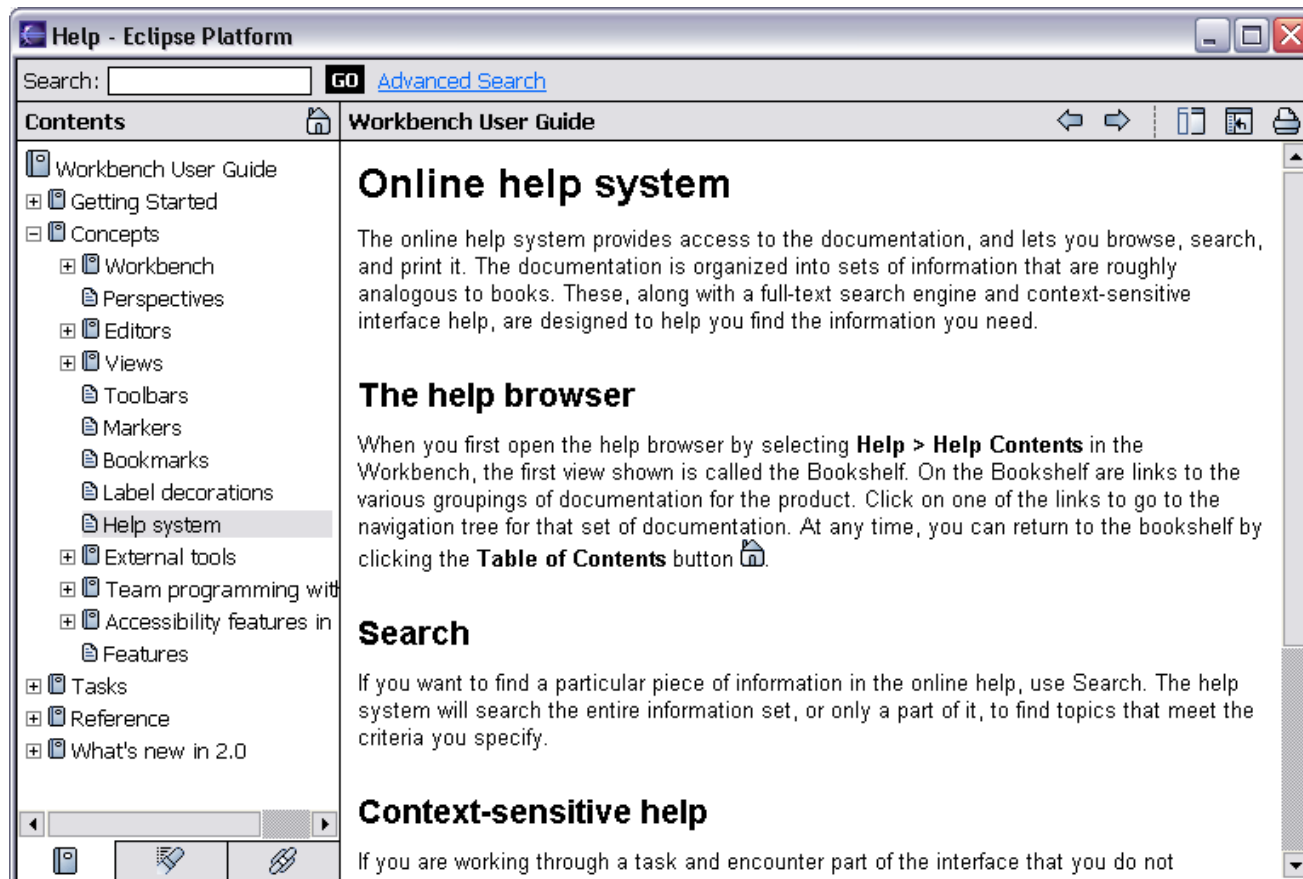 Help - Eclipse Platform
Search:
GO
Advanced Search
Contents
Workbench User Guide
Getting Started
Concepts
Workbench
Perspectives
Editors
Views
Toolbars
Markers
Bookmarks
Label decorations
Help system
External tools
Team programming with
Accessibility features in
Features
Tasks
Reference
What's new in 2.0
Workbench User Guide
Online help system
The online help system provides access to the documentation, and lets you browse, search,
and print it. The documentation is organized into sets of information that are roughly
analogous to books. These, along with a full-text search engine and context-sensitive
interface help, are designed to help you find the information you need.
The help browser
When you first open the help browser by selecting Help > Help Contents in the
Workbench, the first view shown is called the Bookshelf. On the Bookshelf are links to the
various groupings of documentation for the product. Click on one of the links to go to the
navigation tree for that set of documentation. At any time, you can return to the bookshelf by
clicking the Table of Contents button .
Search
If you want to find a particular piece of information in the online help, use Search. The help
system will search the entire information set, or only a part of it, to find topics that meet the
criteria you specify.
Context-sensitive help
If you are working through a task and encounter part of the interface that you do not